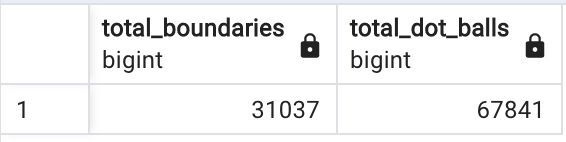 total_boundaries total_dot_balls
bigint bigint
1 31037 67841